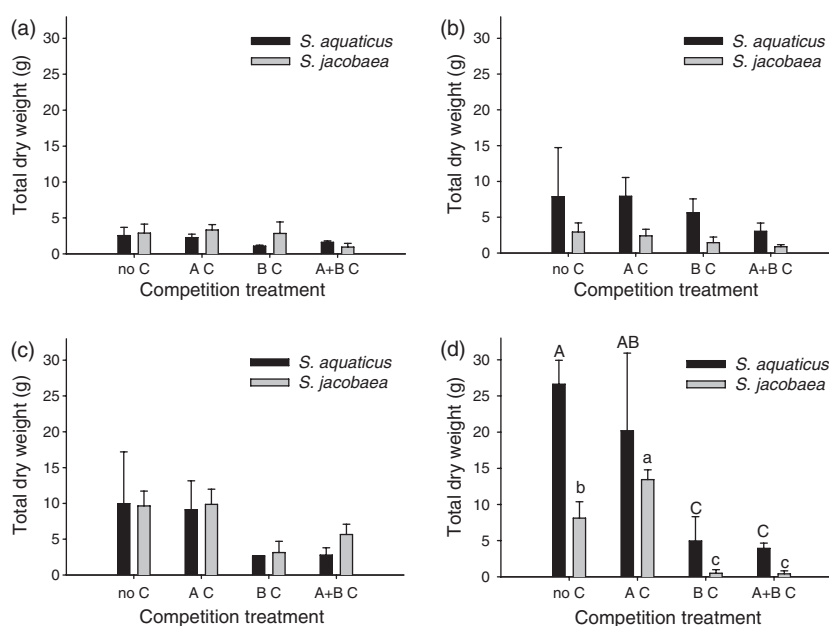 (a)
30
25
20
15
10
5
0
Total dry weight (g)
S. aquaticus
S. jacobaea
no C A C B C A+B C
Competition treatment
(b)
30
25
20
15
10
5
0
Total dry weight (g)
S. aquaticus
S. jacobaea
no C A C B C A+B C
Competition treatment
(c)
30
25
20
15
10
5
0
Total dry weight (g)
S. aquaticus
S. jacobaea
no C A C B C A+B C
Competition treatment
(d)
30
25
20
15
10
5
0
Total dry weight (g)
S. aquaticus
S. jacobaea
A AB
b a
C C
c c
no C A C B C A+B C
Competition treatment